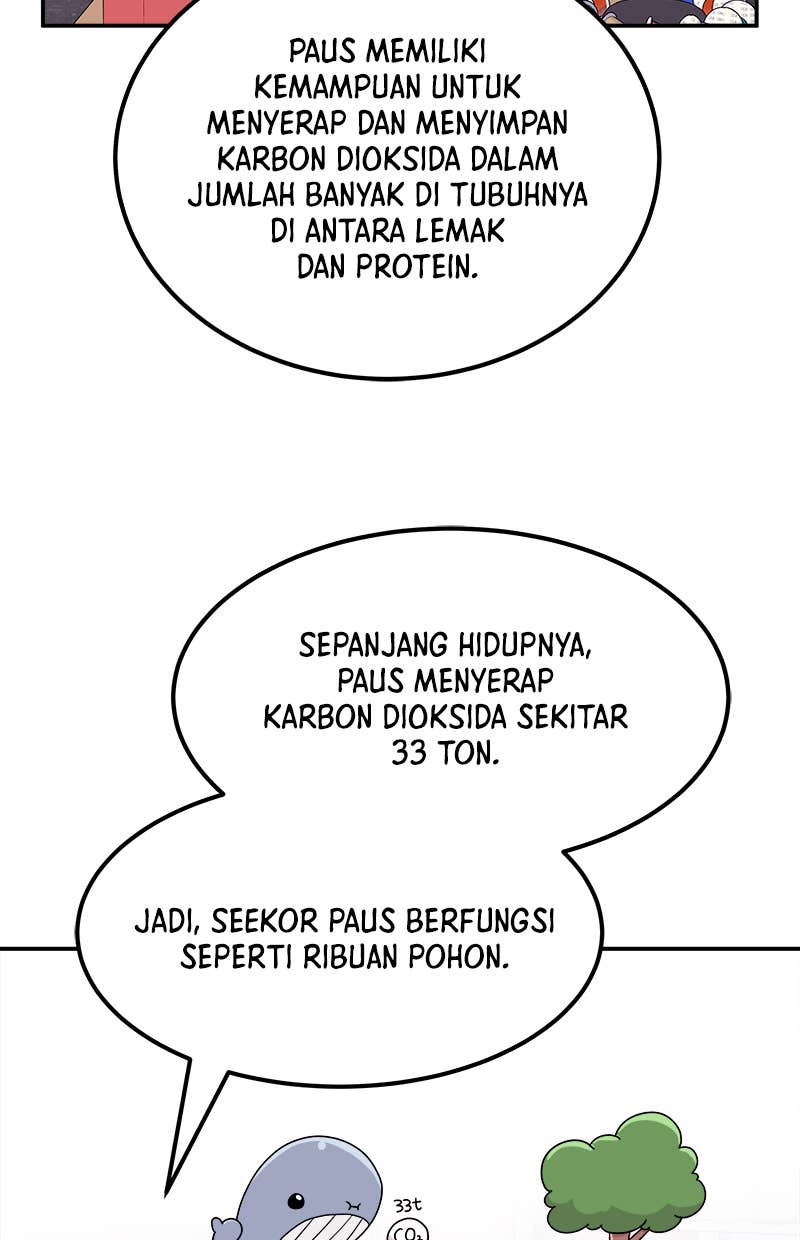 PAUS MEMILIKI
KEMAMPUAN UNTUK
MENYERAP DAN MENYIMPAN
KARBON DIOKSIDA DALAM
JUMLAH BANYAK DI TUBUHNYA
DI ANTARA LEMAK
DAN PROTEIN.
SEPANJANG HIDUPNYA,
PAUS MENYERAP
KARBON DIOKSIDA SEKITAR
33 TON.
JADI, SEEKOR PAUS BERFUNGSI
SEPERTI RIBUAN POHON.
33t
CO₂